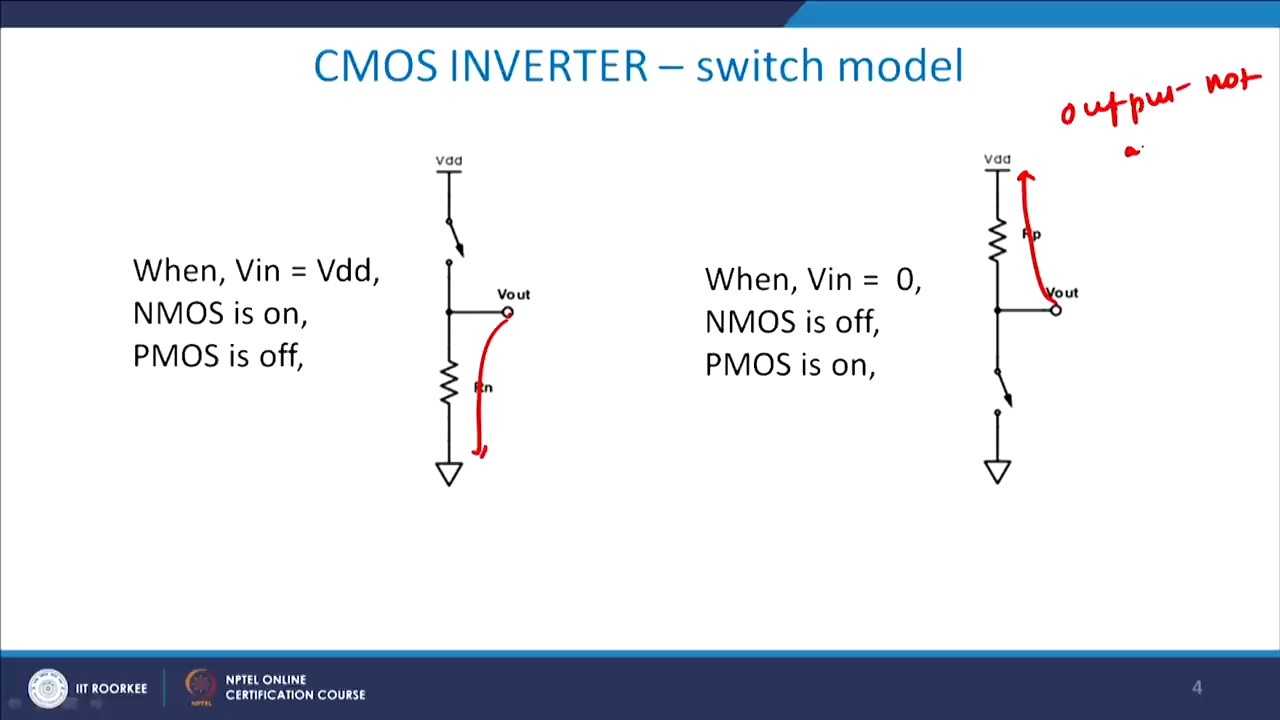 CMOS INVERTER – switch model
output not
Vdd
When, Vin = Vdd,
NMOS is on,
PMOS is off,
Vout
Rn
Vdd
Rp
When, Vin = 0,
NMOS is off,
PMOS is on,
Vout
IIT ROORKEE
NPTEL ONLINE
CERTIFICATION COURSE
NPTEL
4